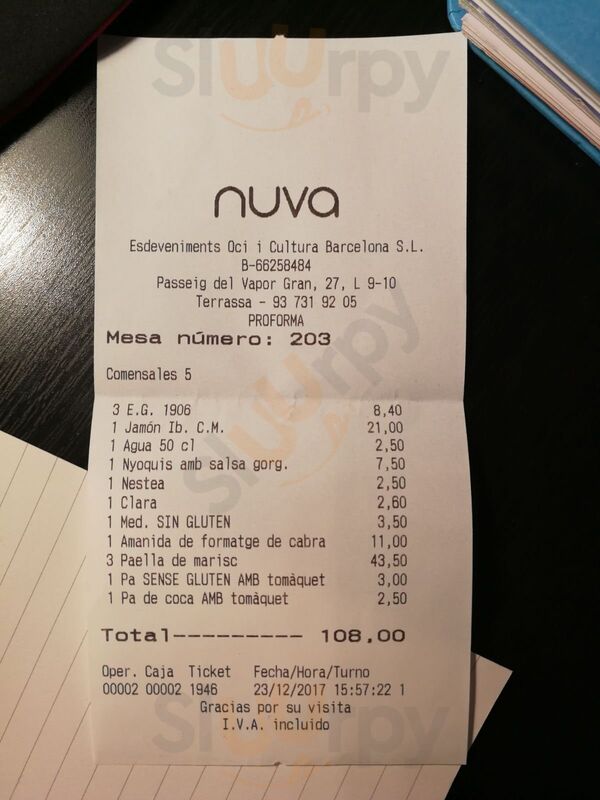 Sluurpy
nuva
Esdeveniments Oci i Cultura Barcelona S.L.
B-66258484
Passeig del Vapor Gran, 27, L 9-10
Terrassa - 93 731 92 05
PROFORMA
Mesa número: 203
Comensales 5
3 E.G. 1906 8,40
1 Jamón Ib. C.M. 21,00
1 Agua 50 cl 2,50
1 Nyoquis amb salsa gorg. 7,50
1 Nestea 2,50
1 Clara 2,60
1 Med. SIN GLUTEN 3,50
1 Amanida de formatge de cabra 11,00
3 Paella de marisc 43,50
1 Pa SENSE GLUTEN AMB tomàquet 3,00
1 Pa de coca AMB tomàquet 2,50
Total--------- 108,00
Oper. Caja Ticket Fecha/Hora/Turno
00002 00002 1946 23/12/2017 15:57:22 1
Gracias por su visita
I.V.A. incluido
Sluurpy
Sluurpy